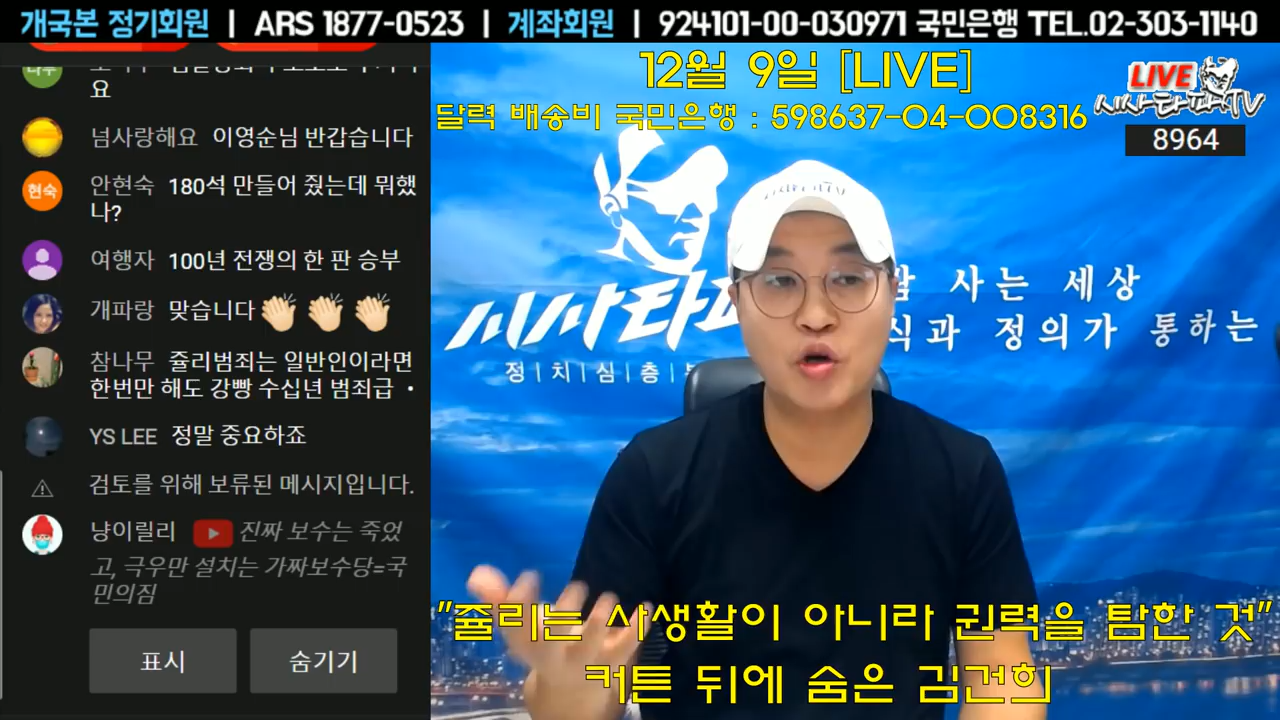 개국본 정기회원 | ARS 1877-0523 | 계좌회원 | 924101-00-030971 국민은행 TEL.02-303-1140
요
넘사랑해요 이영순님 반갑습니다
현숙
안현숙 180석 만들어 줬는데 뭐했
나?
여행자 100년 전쟁의 한 판 승부
개파랑 맞습니다
참나무 쥴리범죄는 일반인이라면
한번만 해도 강빵 수십년 범죄급 •
YS LEE 정말 중요하죠
검토를 위해 보류된 메시지입니다.
냥이릴리 진짜 보수는 죽었
고, 극우만 설치는 가짜보수당=국
민의짐
표시 숨기기
12월 9일 [LIVE]
달력 배송비 국민은행 : 598637-04-008316
LIVE
시사타파TV
8964
시사타파
정|치|심|층|
사는 세상
식과 정의가 통하는
"쥴리는 사생활이 아니라 권력을 탐한 것"
커튼 뒤에 숨은 김건희